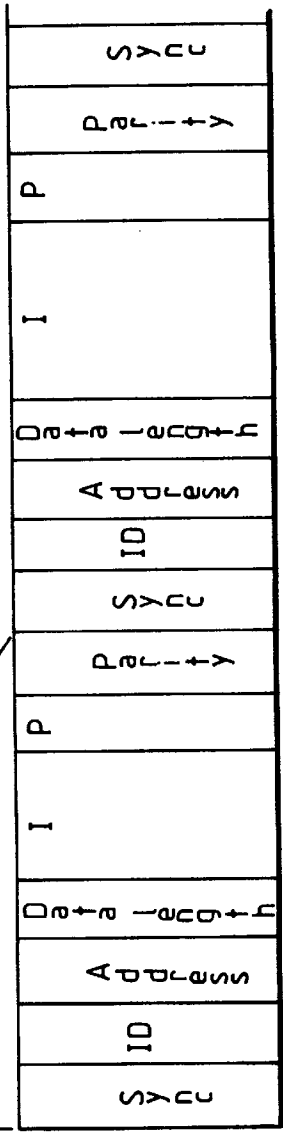 Sync
ID
Address
Data length
I
P
Parity
Sync
ID
Address
Data length
I
P
Parity
Sync